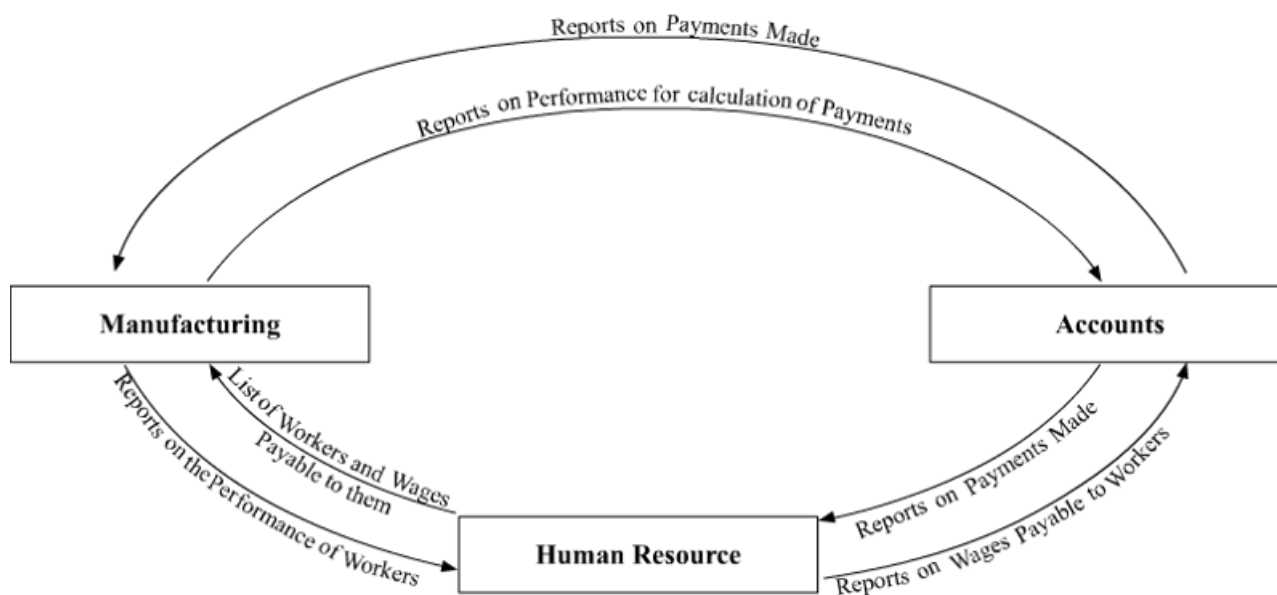 Reports on Payments Made
Reports on Performance for calculation of Payments
Manufacturing
Accounts
List of Workers and Wages
Payable to them
Reports on the Performance of Workers
Reports on Payments Made
Reports on Wages Payable to Workers
Human Resource